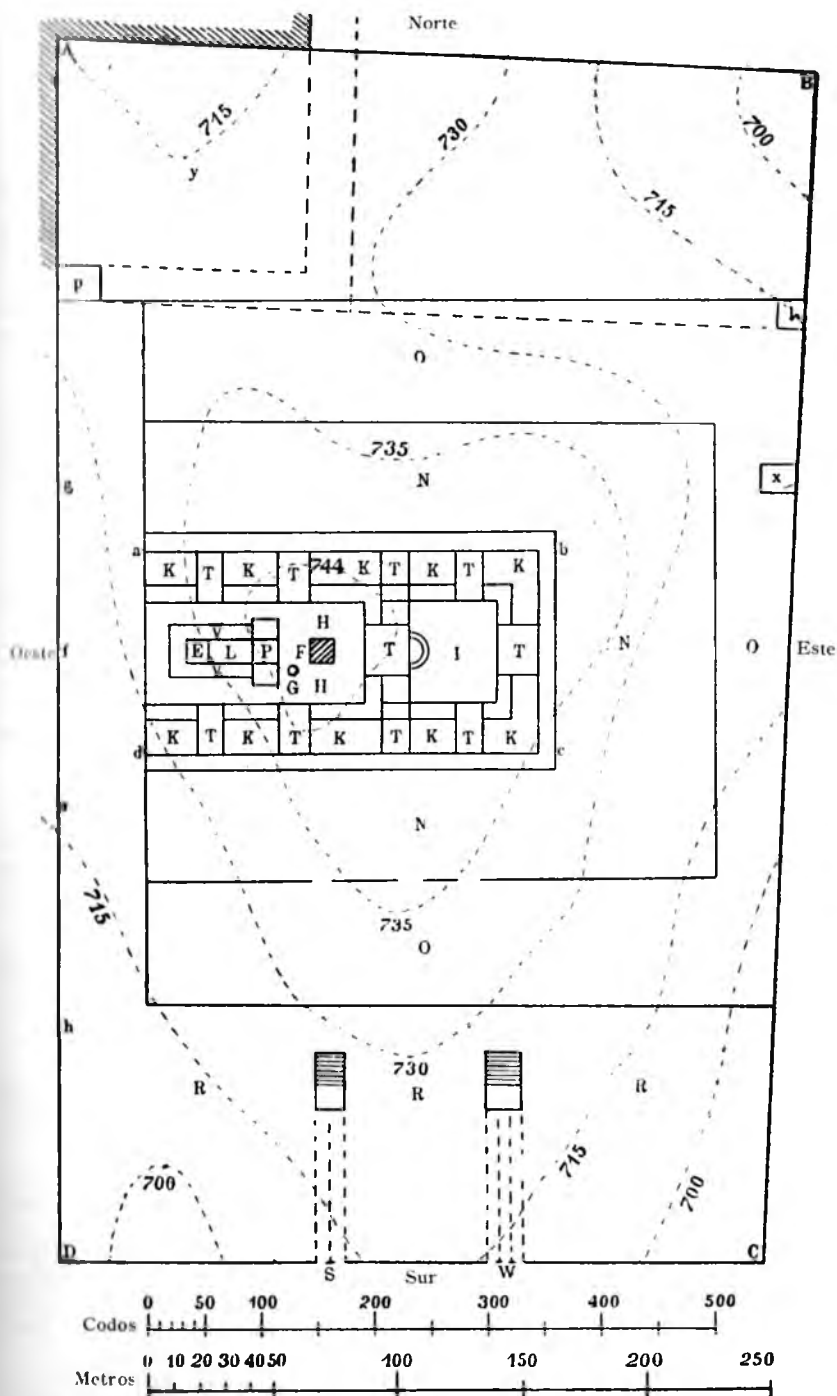 Norte
A
B
715
730
700
y
715
p
h
O
735
N
g
x
a
b
K T K T 744 K T K T K
H
V
Oeste f
E L P F T I T N O Este
V
G H
d
K T K T K T K T K
c
N
715
735
O
h
730
R R R
715
700
700
D
C
S Sur W
0 50 100 200 300 400 500
Codos
0 10 20 30 40 50 100 150 200 250
Metros